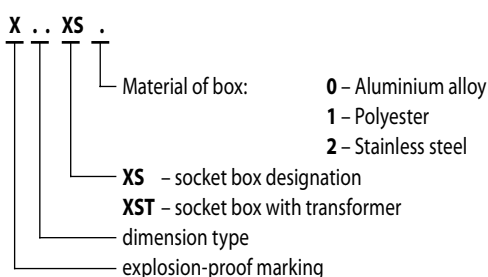 X . . XS .
Material of box: 0 – Aluminium alloy
1 – Polyester
2 – Stainless steel
XS – socket box designation
XST – socket box with transformer
dimension type
explosion-proof marking